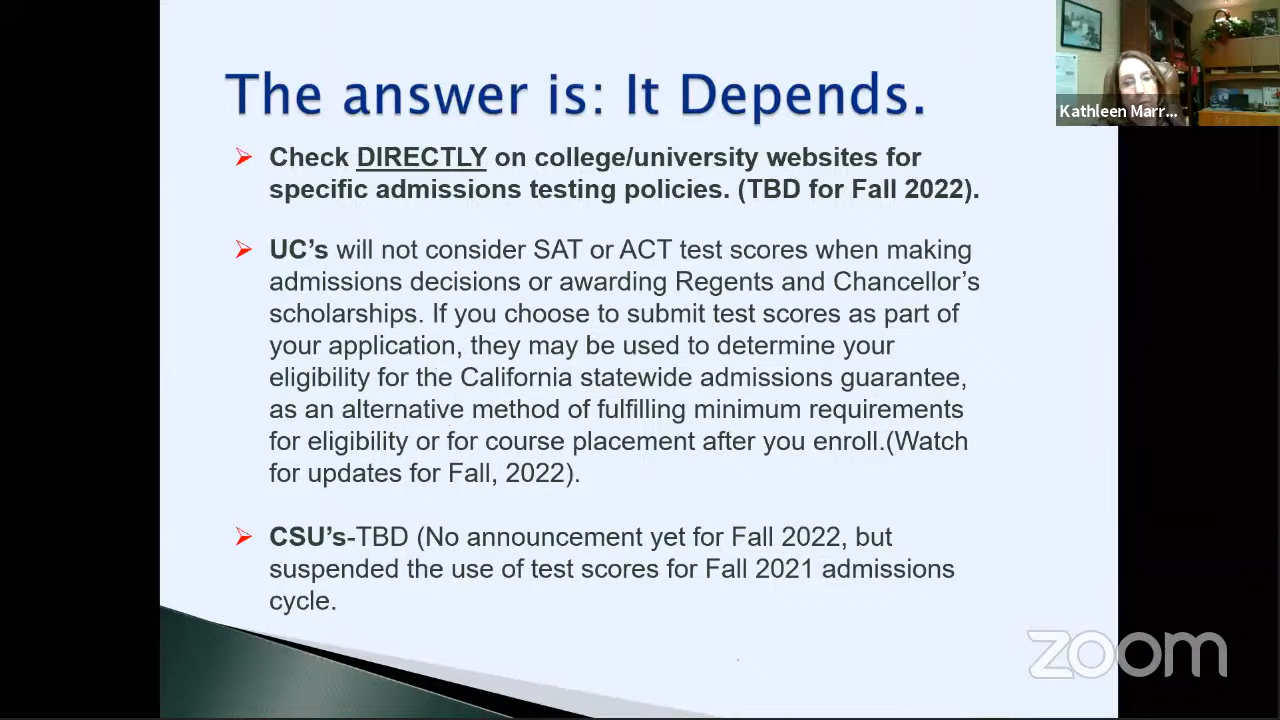 The answer is: It Depends.
Check DIRECTLY on college/university websites for
specific admissions testing policies. (TBD for Fall 2022).
UC’s will not consider SAT or ACT test scores when making
admissions decisions or awarding Regents and Chancellor’s
scholarships. If you choose to submit test scores as part of
your application, they may be used to determine your
eligibility for the California statewide admissions guarantee,
as an alternative method of fulfilling minimum requirements
for eligibility or for course placement after you enroll.(Watch
for updates for Fall, 2022).
CSU’s-TBD (No announcement yet for Fall 2022, but
suspended the use of test scores for Fall 2021 admissions
cycle.
Kathleen Marr...
zoom